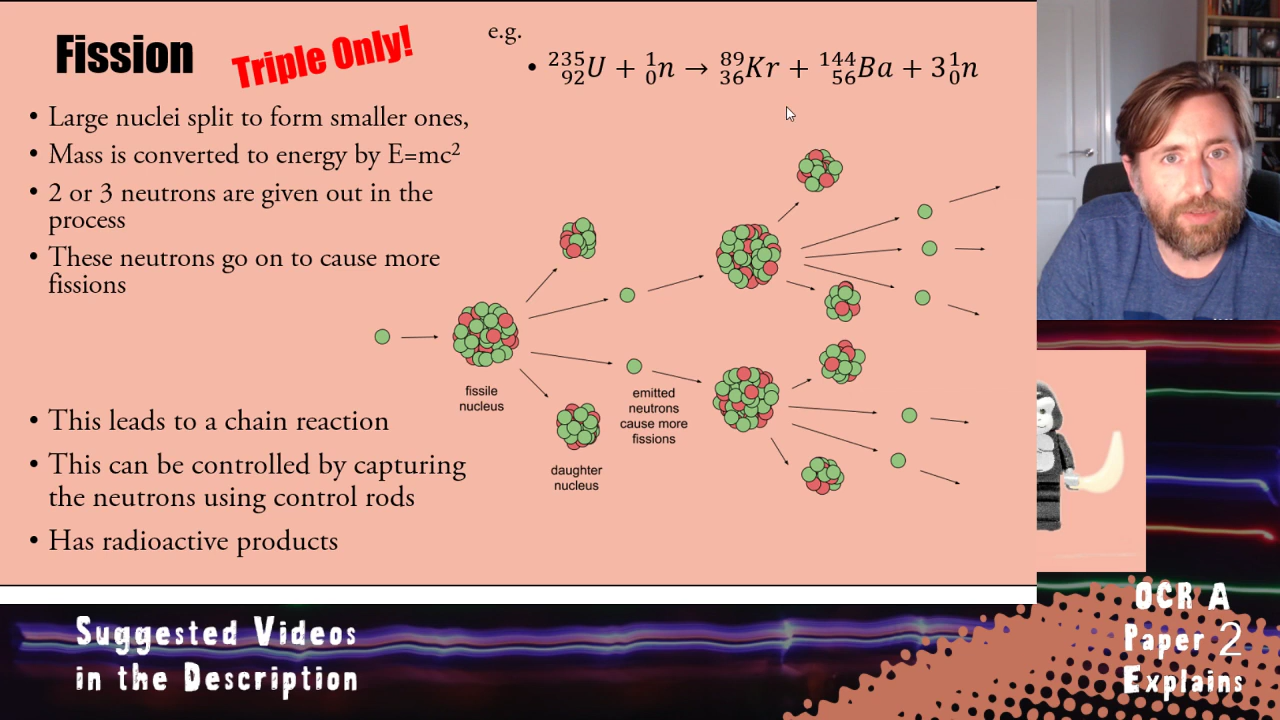 Fission
Triple Only!
• Large nuclei split to form smaller ones,
• Mass is converted to energy by E=mc²
• 2 or 3 neutrons are given out in the
process
• These neutrons go on to cause more
fissions
• This leads to a chain reaction
• This can be controlled by capturing
the neutrons using control rods
• Has radioactive products
e.g.
• ²³⁵₉₂U + ¹₀n → ⁸⁹₃₆Kr + ¹⁴⁴₅₆Ba + 3¹₀n
fissile
nucleus
emitted
neutrons
cause more
fissions
daughter
nucleus
Suggested Videos
in the Description
OCR A
Paper 2
Explains